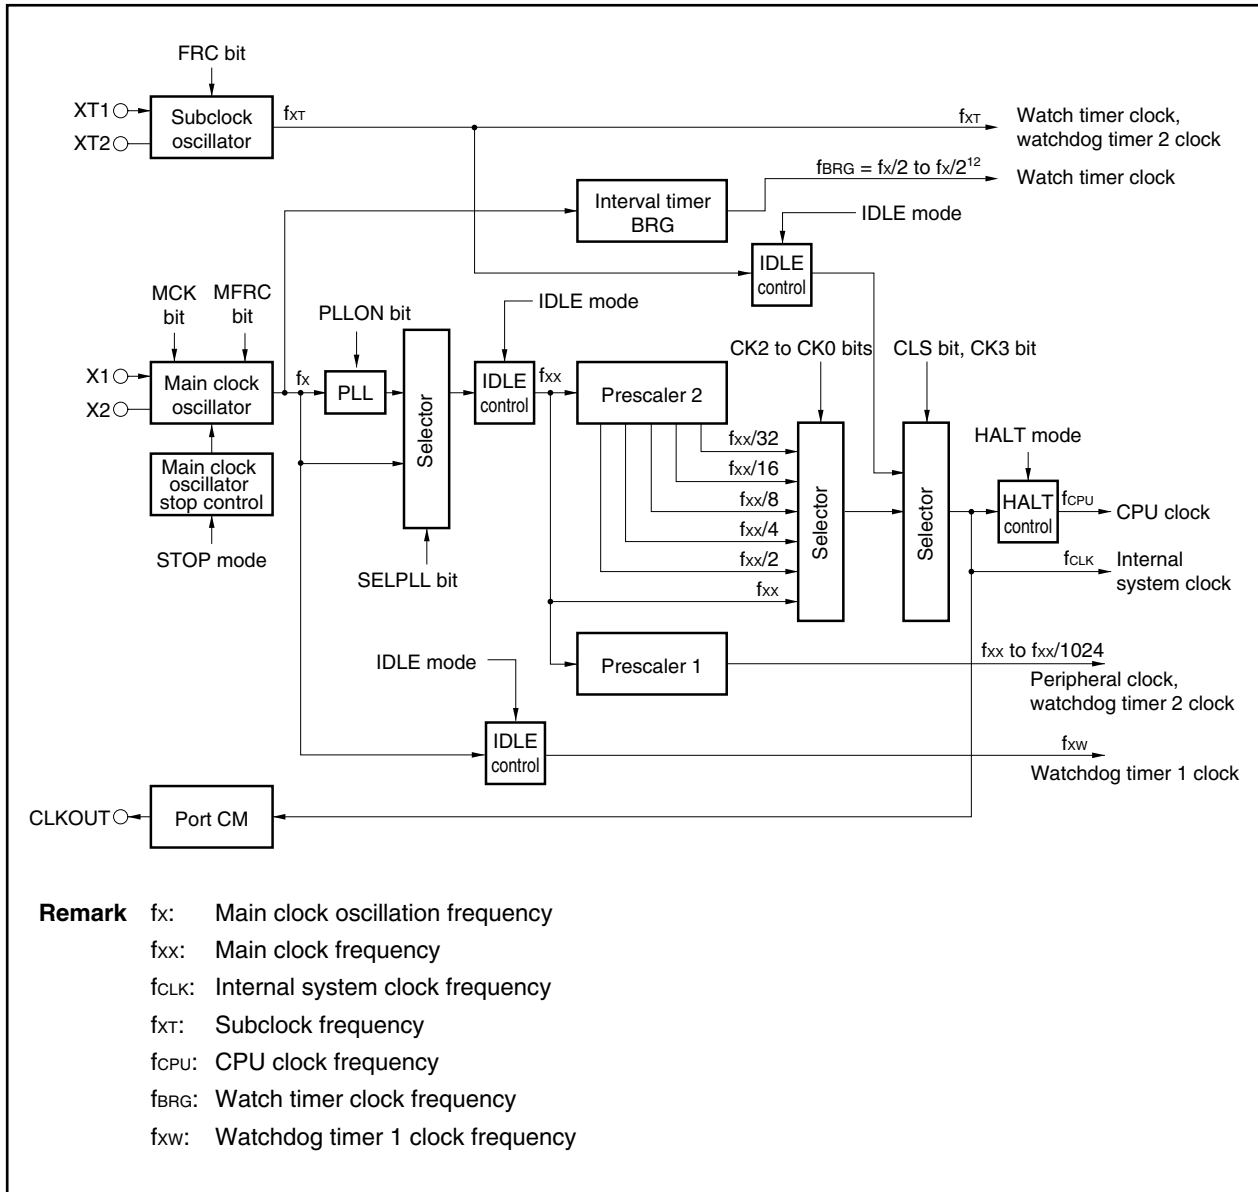 FRC bit
XT1
XT2
Subclock
oscillator
fXT
fXT
Watch timer clock,
watchdog timer 2 clock
fBRG = fX/2 to fX/2¹²
Watch timer clock
Interval timer
BRG
IDLE mode
IDLE
control
MCK
bit
MFRC
bit
PLLON bit
IDLE mode
X1
X2
Main clock
oscillator
fX
PLL
Selector
IDLE
control
fXX
Prescaler 2
CK2 to CK0 bits
CLS bit, CK3 bit
Main clock
oscillator
stop control
STOP mode
SELPLL bit
fXX/32
fXX/16
fXX/8
fXX/4
fXX/2
fXX
Selector
Selector
HALT mode
HALT
control
fCPU
CPU clock
fCLK
Internal
system clock
IDLE mode
Prescaler 1
fXX to fXX/1024
Peripheral clock,
watchdog timer 2 clock
IDLE
control
fXW
Watchdog timer 1 clock
CLKOUT
Port CM
Remark fX: Main clock oscillation frequency
fXX: Main clock frequency
fCLK: Internal system clock frequency
fXT: Subclock frequency
fCPU: CPU clock frequency
fBRG: Watch timer clock frequency
fXW: Watchdog timer 1 clock frequency